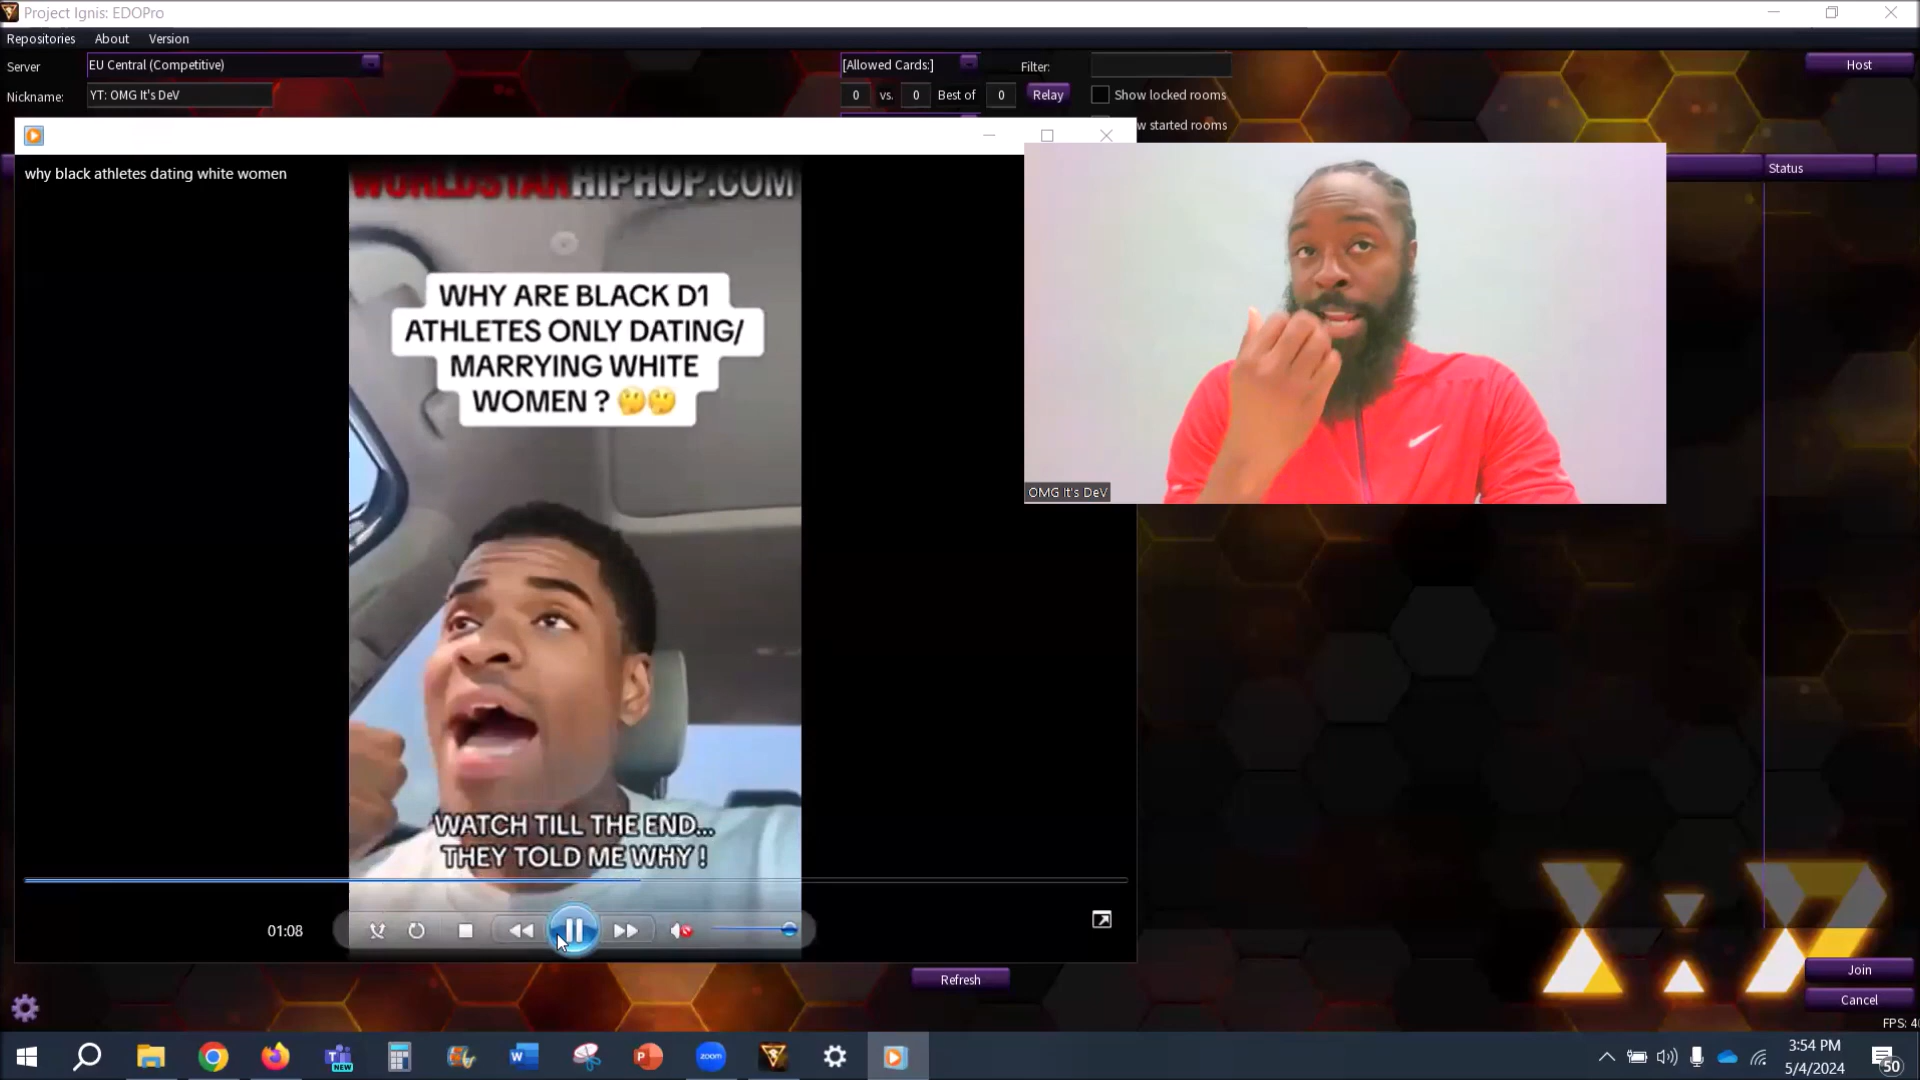 Project Ignis: EDOPro
Repositories About Version
Server EU Central (Competitive) [Allowed Cards:] Filter: Host
Nickname: YT: OMG It's DeV 0 vs. 0 Best of 0 Relay Show locked rooms
started rooms
Status
why black athletes dating white women
WORLDSTARHIPHOP.COM
WHY ARE BLACK D1
ATHLETES ONLY DATING/
MARRYING WHITE
WOMEN ? 🤔🤔
OMG It's DeV
WATCH TILL THE END...
THEY TOLD ME WHY !
01:08
Refresh
Join
Cancel
FPS:
NEW
zoom
3:54 PM
5/4/2024
50